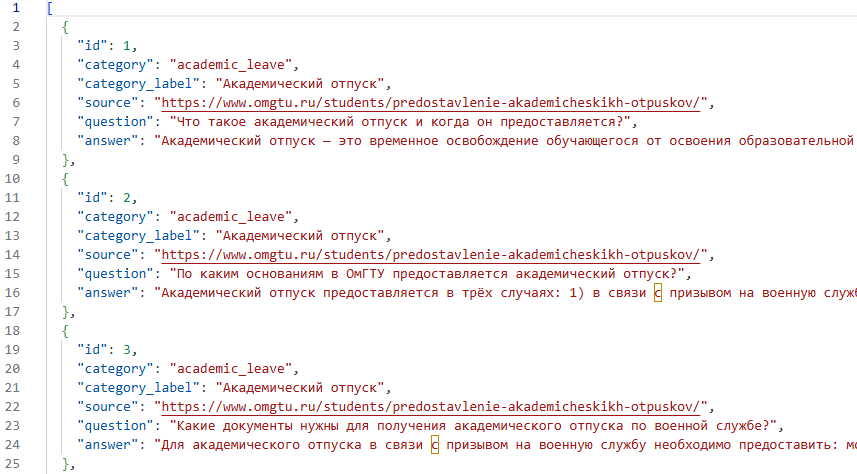 1 [
2 {
3 "id": 1,
4 "category": "academic_leave",
5 "category_label": "Академический отпуск",
6 "source": "https://www.omgtu.ru/students/predostavlenie-akademicheskikh-otpuskov/",
7 "question": "Что такое академический отпуск и когда он предоставляется?",
8 "answer": "Академический отпуск — это временное освобождение обучающегося от освоения образовательной
9 },
10 {
11 "id": 2,
12 "category": "academic_leave",
13 "category_label": "Академический отпуск",
14 "source": "https://www.omgtu.ru/students/predostavlenie-akademicheskikh-otpuskov/",
15 "question": "По каким основаниям в ОмГТУ предоставляется академический отпуск?",
16 "answer": "Академический отпуск предоставляется в трёх случаях: 1) в связи с призывом на военную
17 },
18 {
19 "id": 3,
20 "category": "academic_leave",
21 "category_label": "Академический отпуск",
22 "source": "https://www.omgtu.ru/students/predostavlenie-akademicheskikh-otpuskov/",
23 "question": "Какие документы нужны для получения академического отпуска по военной службе?",
24 "answer": "Для академического отпуска в связи с призывом на военную службу необходимо предоставить:
25 },